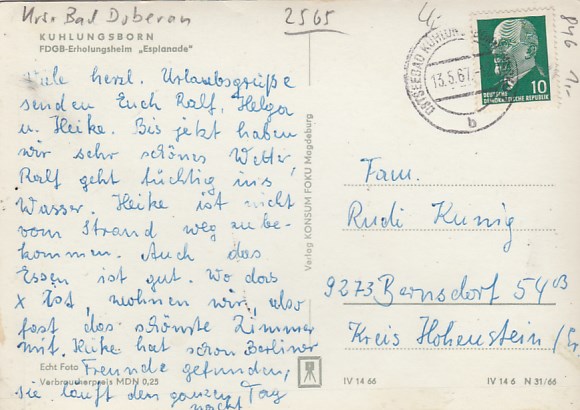 Krs. Bad Doberan
2565
KÜHLUNGSBORN
FDGB-Erholungsheim „Esplanade"
Viele herzl. Urlaubsgrüße
senden Euch Ralf, Helga
u. Heike. Bis jetzt haben
wir sehr schönes Wetter,
Ralf geht tüchtig ins
Wasser. Heike ist nicht
vom Strand weg zu be-
kommen. Auch das
Essen ist gut. Wo das
x ist, wohnen wir, also
fast das schönste Zimmer
mit. Heike hat schon Berliner
Freunde gefunden,
sie läuft den ganzen Tag
nackt
Echt Foto
Verbraucherpreis MDN 0,25
Verlag KONSUM FOKU Magdeburg
OSTSEEBAD KÜHLUNGSBORN
13.5.67
b
10
DEUTSCHE
DEMOKRATISCHE REPUBLIK
Fam.
Rudi Kunig
9273 Bernsdorf 54B
Kreis Hohenstein/Er
IV 14 66
IV 14 6 N 31/66